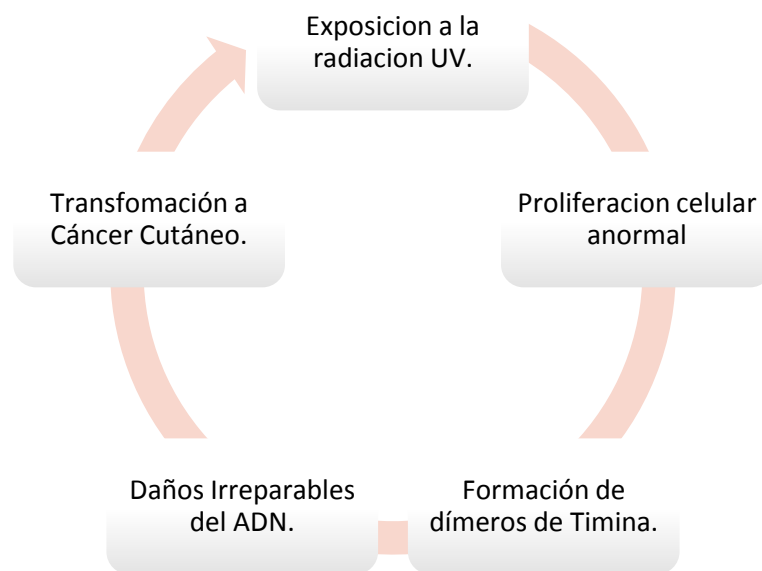 Exposicion a la
radiacion UV.
Proliferacion celular
anormal
Formación de
dímeros de Timina.
Daños Irreparables
del ADN.
Transfomación a
Cáncer Cutáneo.